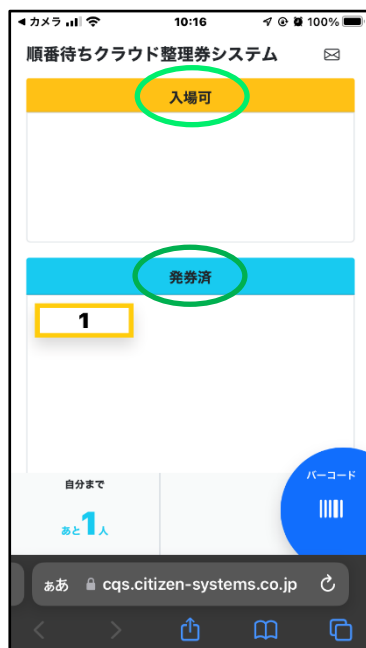 カメラ
10:16
100%
順番待ちクラウド整理券システム
入場可
発券済
1
自分まで
あと1人
バーコード
ぁあ
cqs.citizen-systems.co.jp